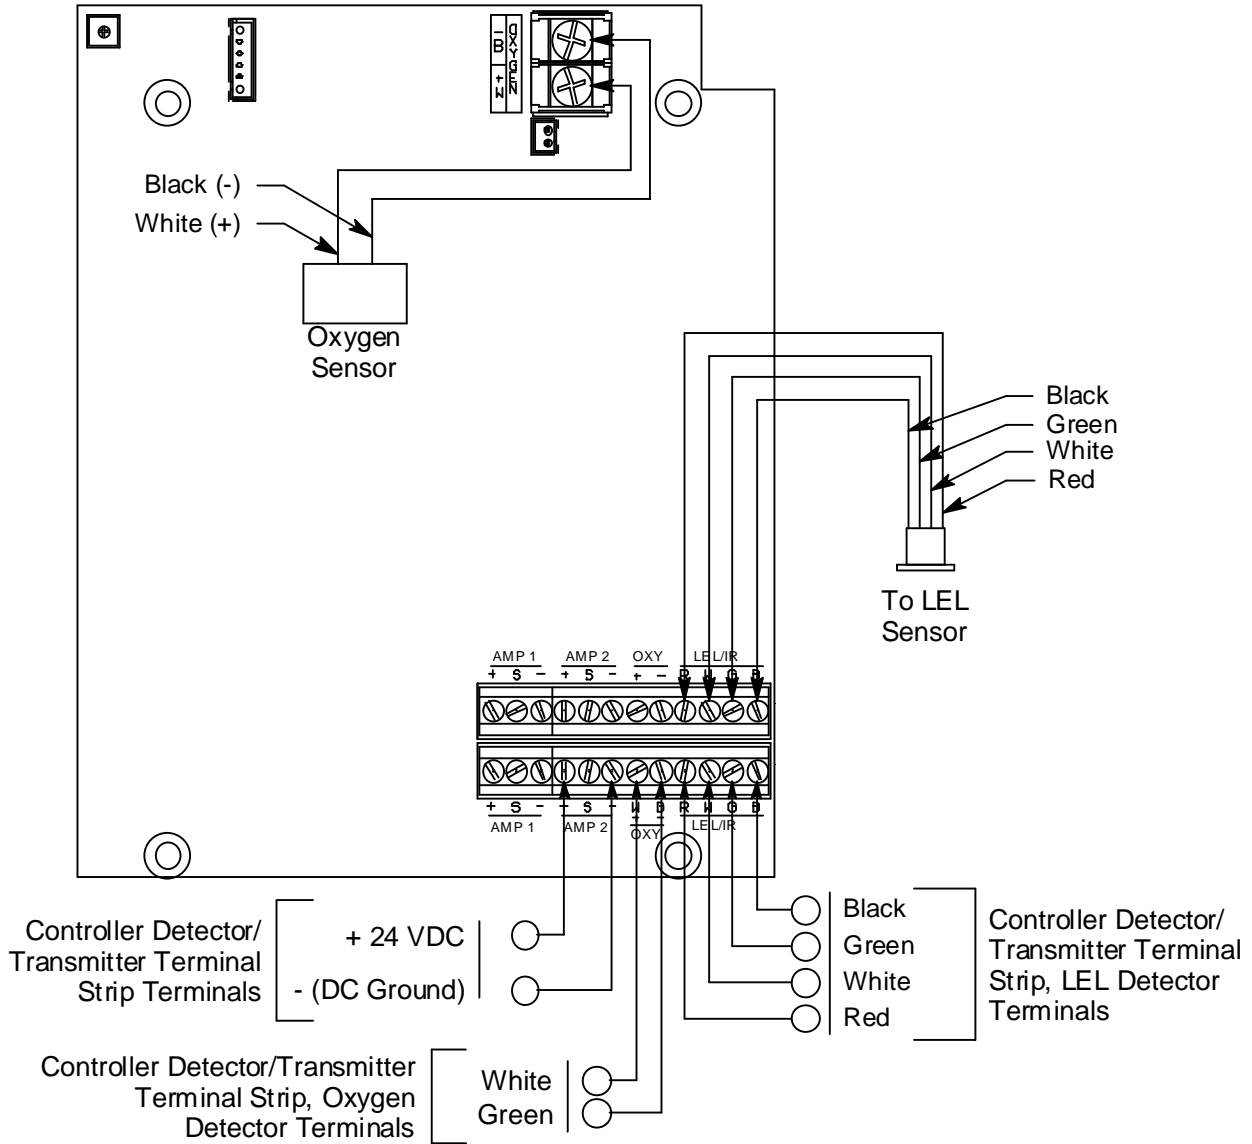 OXYGEN
-B
+W
Black (-)
White (+)
Oxygen
Sensor
Black
Green
White
Red
To LEL
Sensor
AMP 1
AMP 2
OXY
LEL/IR
+ S - + S - + - R W G B
+ S - + S - W B R W G B
+ -
AMP 1
AMP 2
OXY
LEL/IR
Controller Detector/
Transmitter Terminal
Strip Terminals
+ 24 VDC
- (DC Ground)
Black
Green
White
Red
Controller Detector/
Transmitter Terminal
Strip, LEL Detector
Terminals
Controller Detector/Transmitter
Terminal Strip, Oxygen
Detector Terminals
White
Green